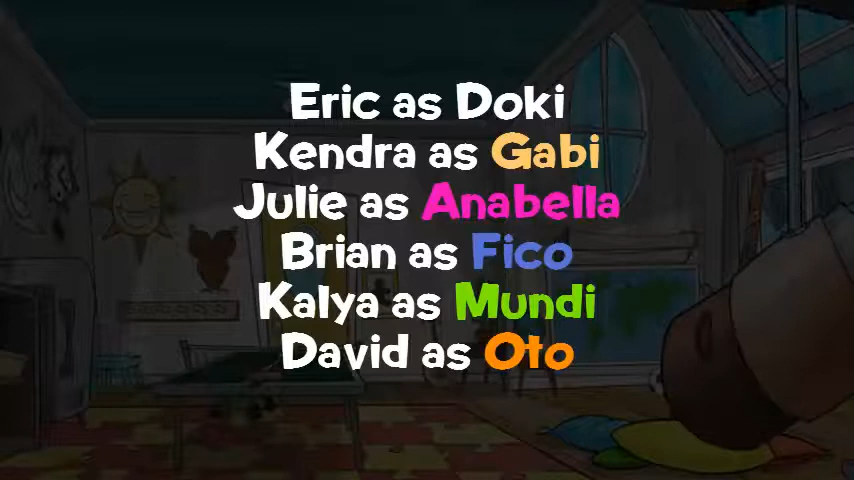 Eric as Doki
Kendra as Gabi
Julie as Anabella
Brian as Fico
Kalya as Mundi
David as Oto